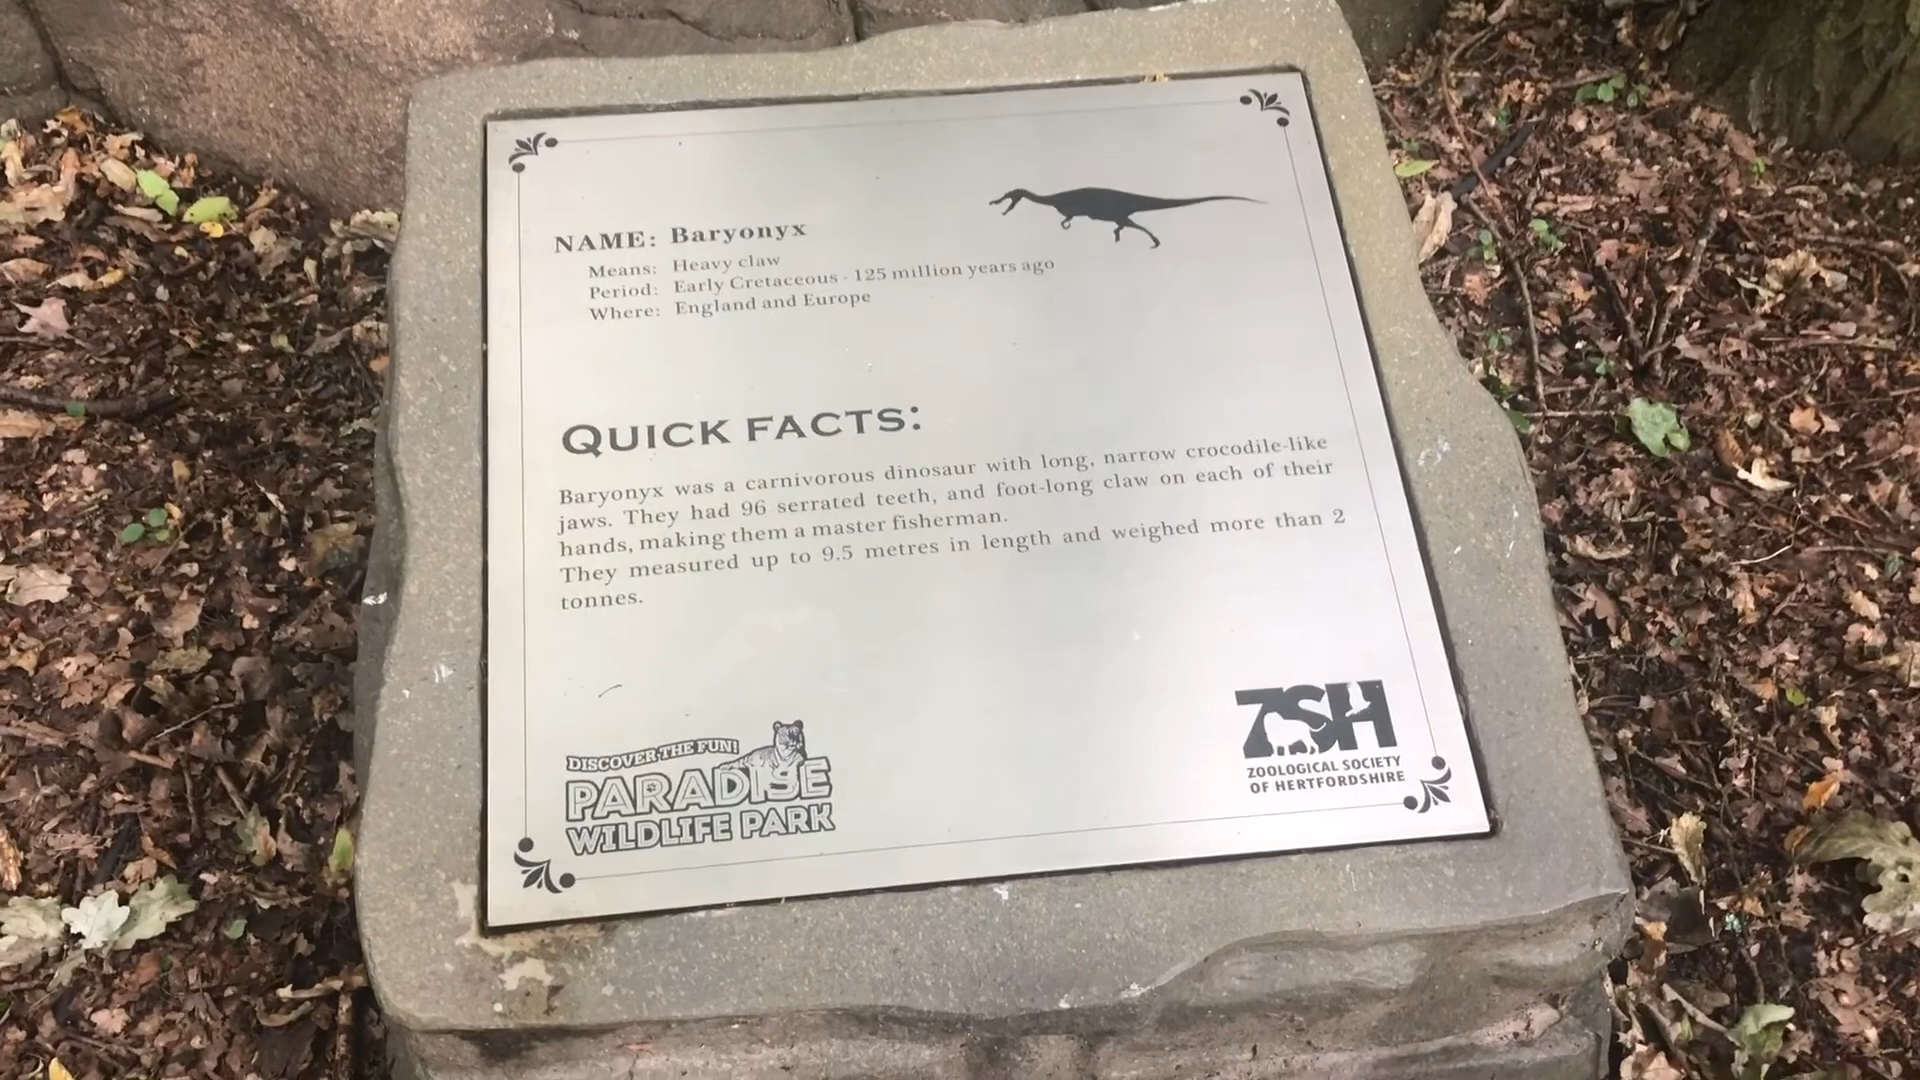 NAME: Baryonyx
Means: Heavy claw
Period: Early Cretaceous - 125 million years ago
Where: England and Europe
QUICK FACTS:
Baryonyx was a carnivorous dinosaur with long, narrow crocodile-like
jaws. They had 96 serrated teeth, and foot-long claw on each of their
hands, making them a master fisherman.
They measured up to 9.5 metres in length and weighed more than 2
tonnes.
DISCOVER THE FUN!
PARADISE
WILDLIFE PARK
ZSH
ZOOLOGICAL SOCIETY
OF HERTFORDSHIRE